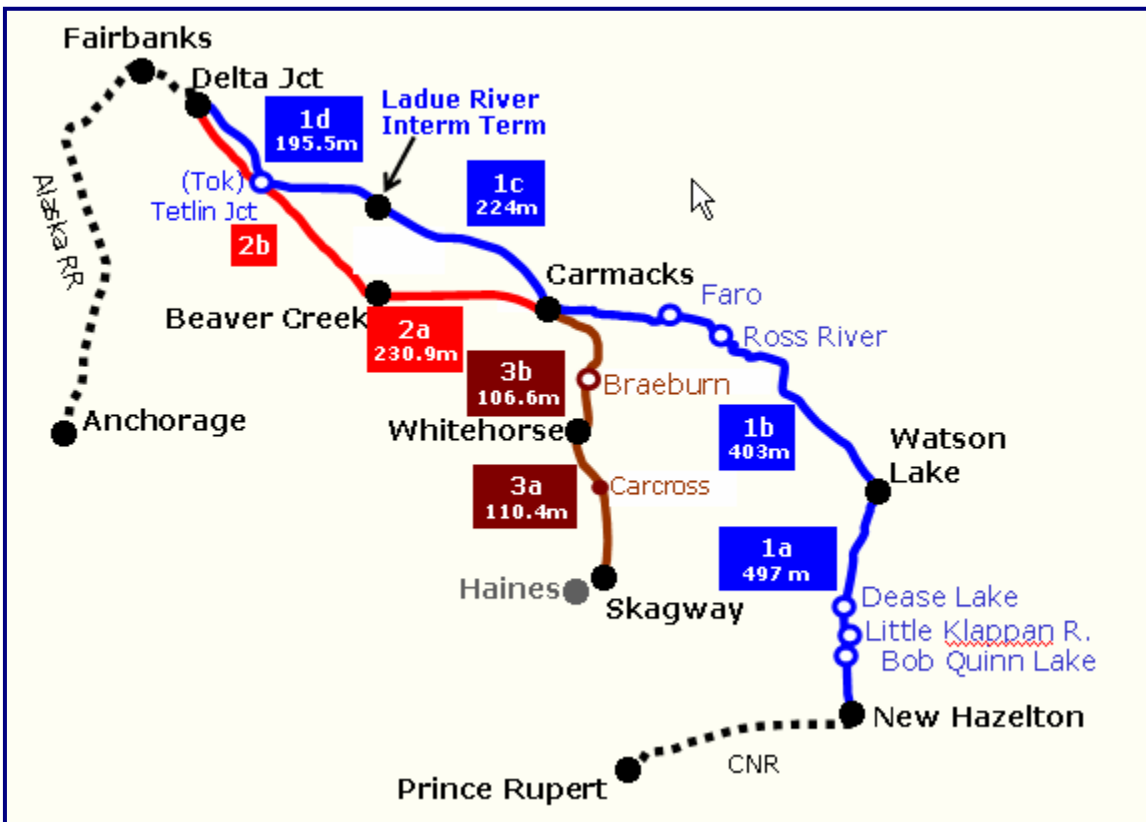 Fairbanks
Delta Jct
1d
195.5m
Ladue River
Interm Term
(Tok)
Tetlin Jct
1c
224m
Alaska RR
2b
Carmacks
Faro
Beaver Creek
2a
230.9m
Ross River
3b
106.6m
Braeburn
Anchorage
Whitehorse
1b
403m
Watson
Lake
3a
110.4m
Carcross
1a
497 m
Haines
Skagway
Dease Lake
Little Klappan R.
Bob Quinn Lake
New Hazelton
CNR
Prince Rupert